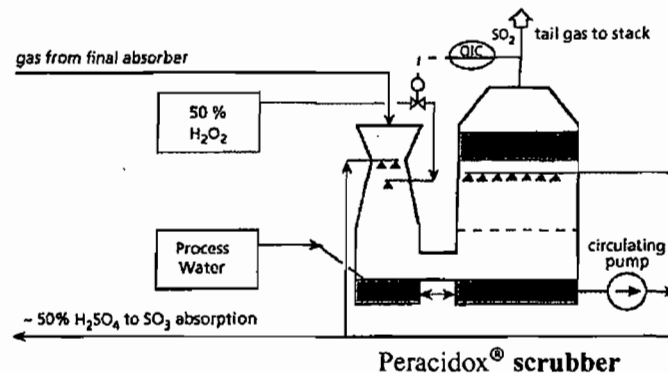 SO2 tail gas to stack
QIC
gas from final absorber
50 %
H2O2
Process
Water
circulating
pump
~ 50% H2SO4 to SO3 absorption
Peracidox® scrubber